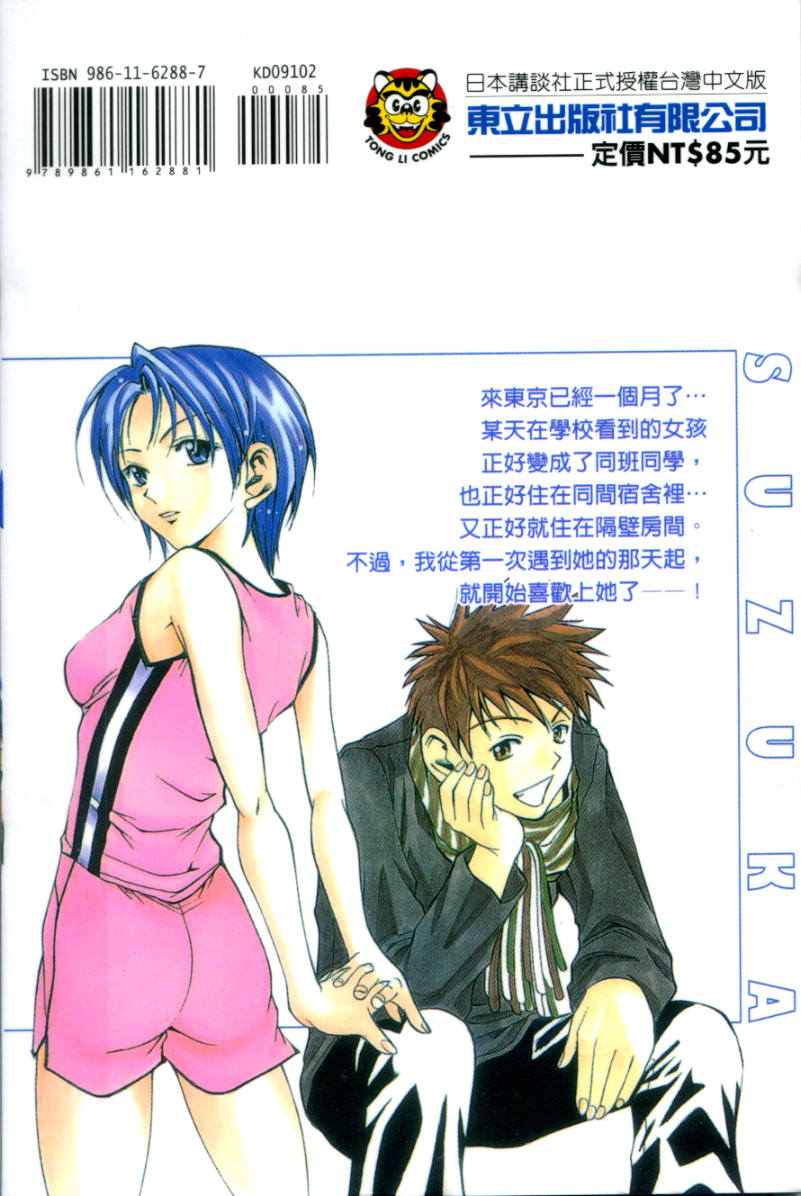 ISBN 986-11-6288-7
KD09102
00085
9 789861 162881
TONG LI COMICS
日本講談社正式授權台灣中文版
東立出版社有限公司
定價NT$85元
來東京已經一個月了…
某天在學校看到的女孩
正好變成了同班同學，
也正好住在同間宿舍裡…
又正好就住在隔壁房間。
不過，我從第一次遇到她的那天起，
就開始喜歡上她了——！
SUZUKA